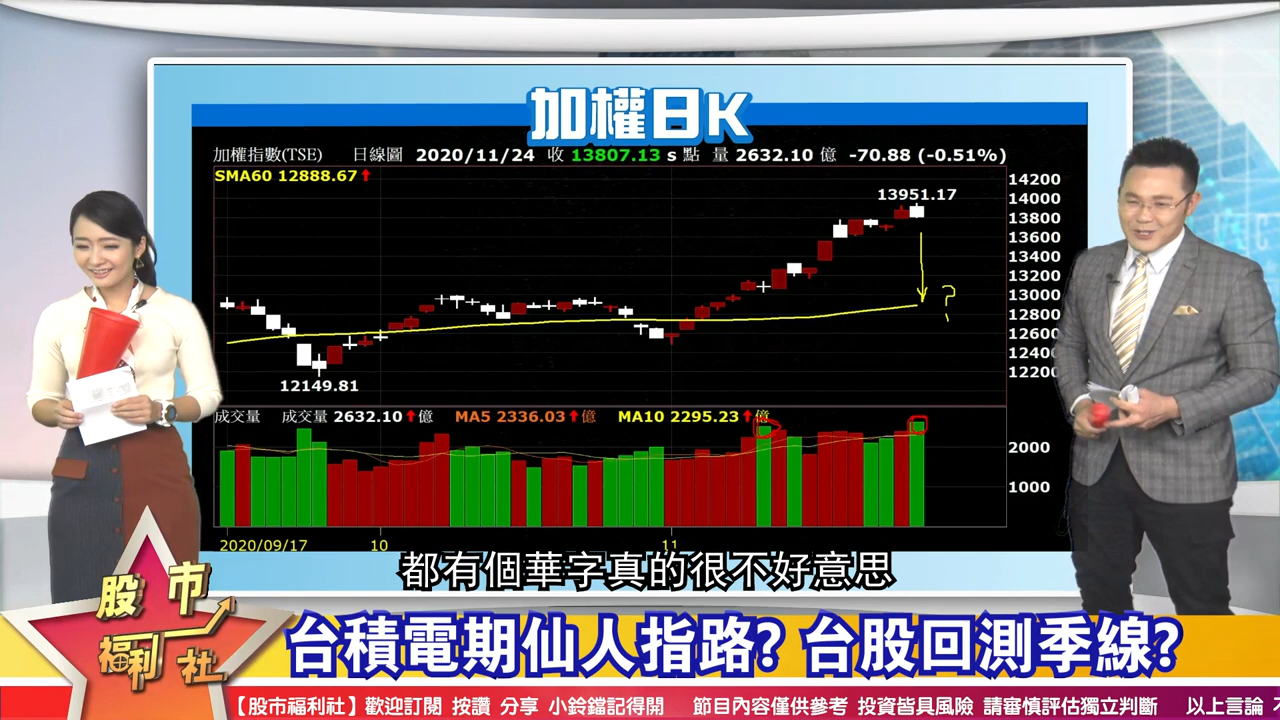 加權日K
加權指數(TSE) 日線圖 2020/11/24 收 13807.13 s 點 量 2632.10 億 -70.88 (-0.51%)
SMA60 12888.67↑
13951.17
14200
14000
13800
13600
13400
13200
13000
12800
12600
12400
12200
?
12149.81
成交量 成交量 2632.10↑億 MA5 2336.03↑億 MA10 2295.23↑億
2000
1000
2020/09/17 10 11
都有個華字真的很不好意思
股市
福利社
台積電期仙人指路? 台股回測季線?
【股市福利社】歡迎訂閱 按讚 分享 小鈴鐺記得開 節目內容僅供參考 投資皆具風險 請審慎評估獨立判斷 以上言論